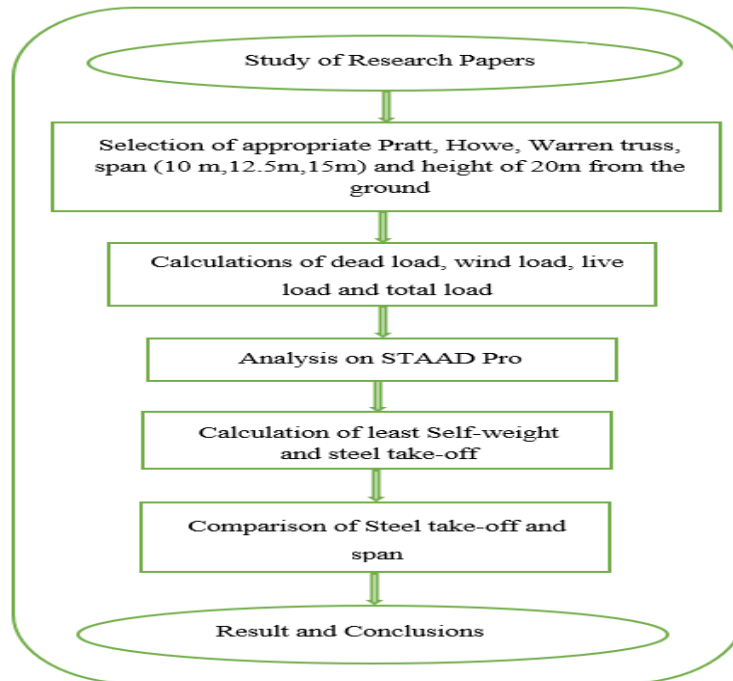 Study of Research Papers
Selection of appropriate Pratt, Howe, Warren truss,
span (10 m,12.5m,15m) and height of 20m from the
ground
Calculations of dead load, wind load, live
load and total load
Analysis on STAAD Pro
Calculation of least Self-weight
and steel take-off
Comparison of Steel take-off and
span
Result and Conclusions